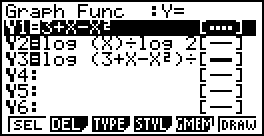 Graph Func :Y=
Y1=3+X-X²
Y2=log (X)÷log 2
Y3=log (3+X-X²)÷
Y4:
Y5:
Y6:
SEL DEL TYPE STYL GMEM DRAW